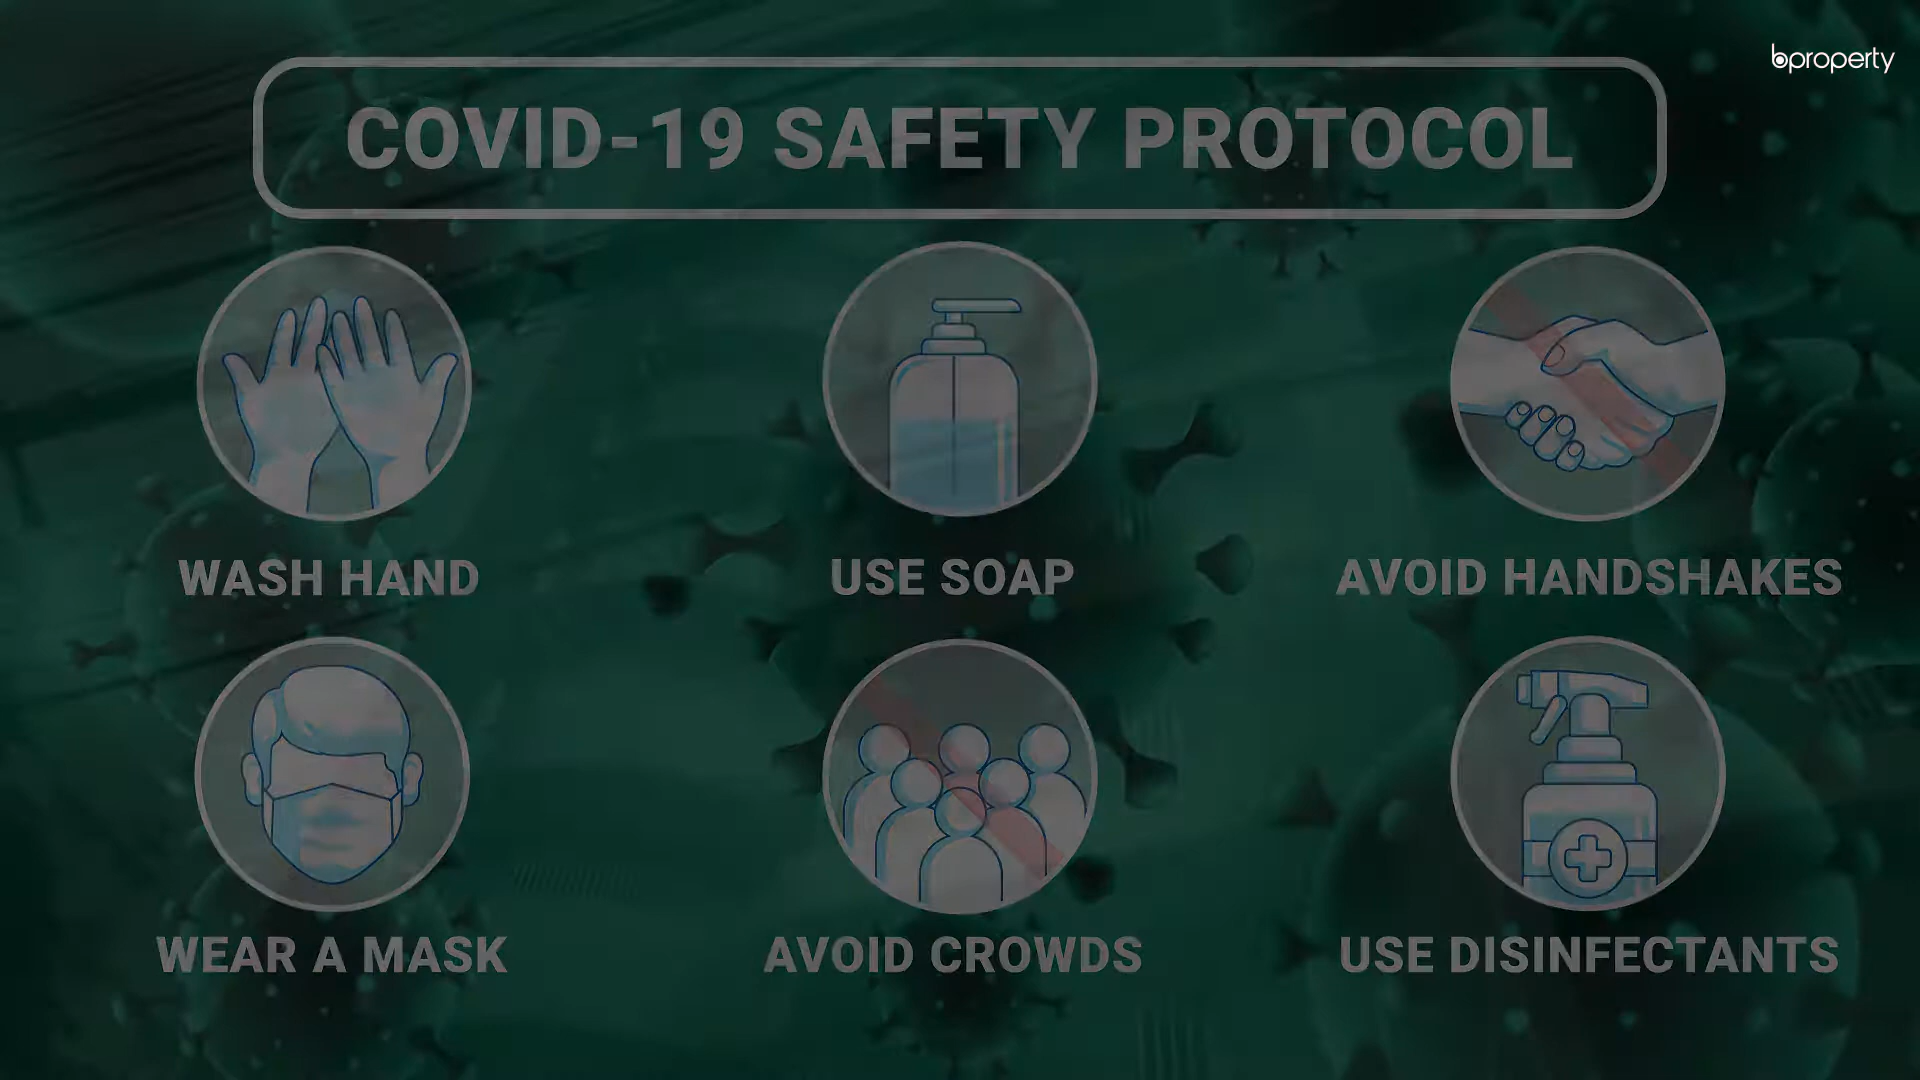 bproperty
COVID-19 SAFETY PROTOCOL
WASH HAND
USE SOAP
AVOID HANDSHAKES
WEAR A MASK
AVOID CROWDS
USE DISINFECTANTS